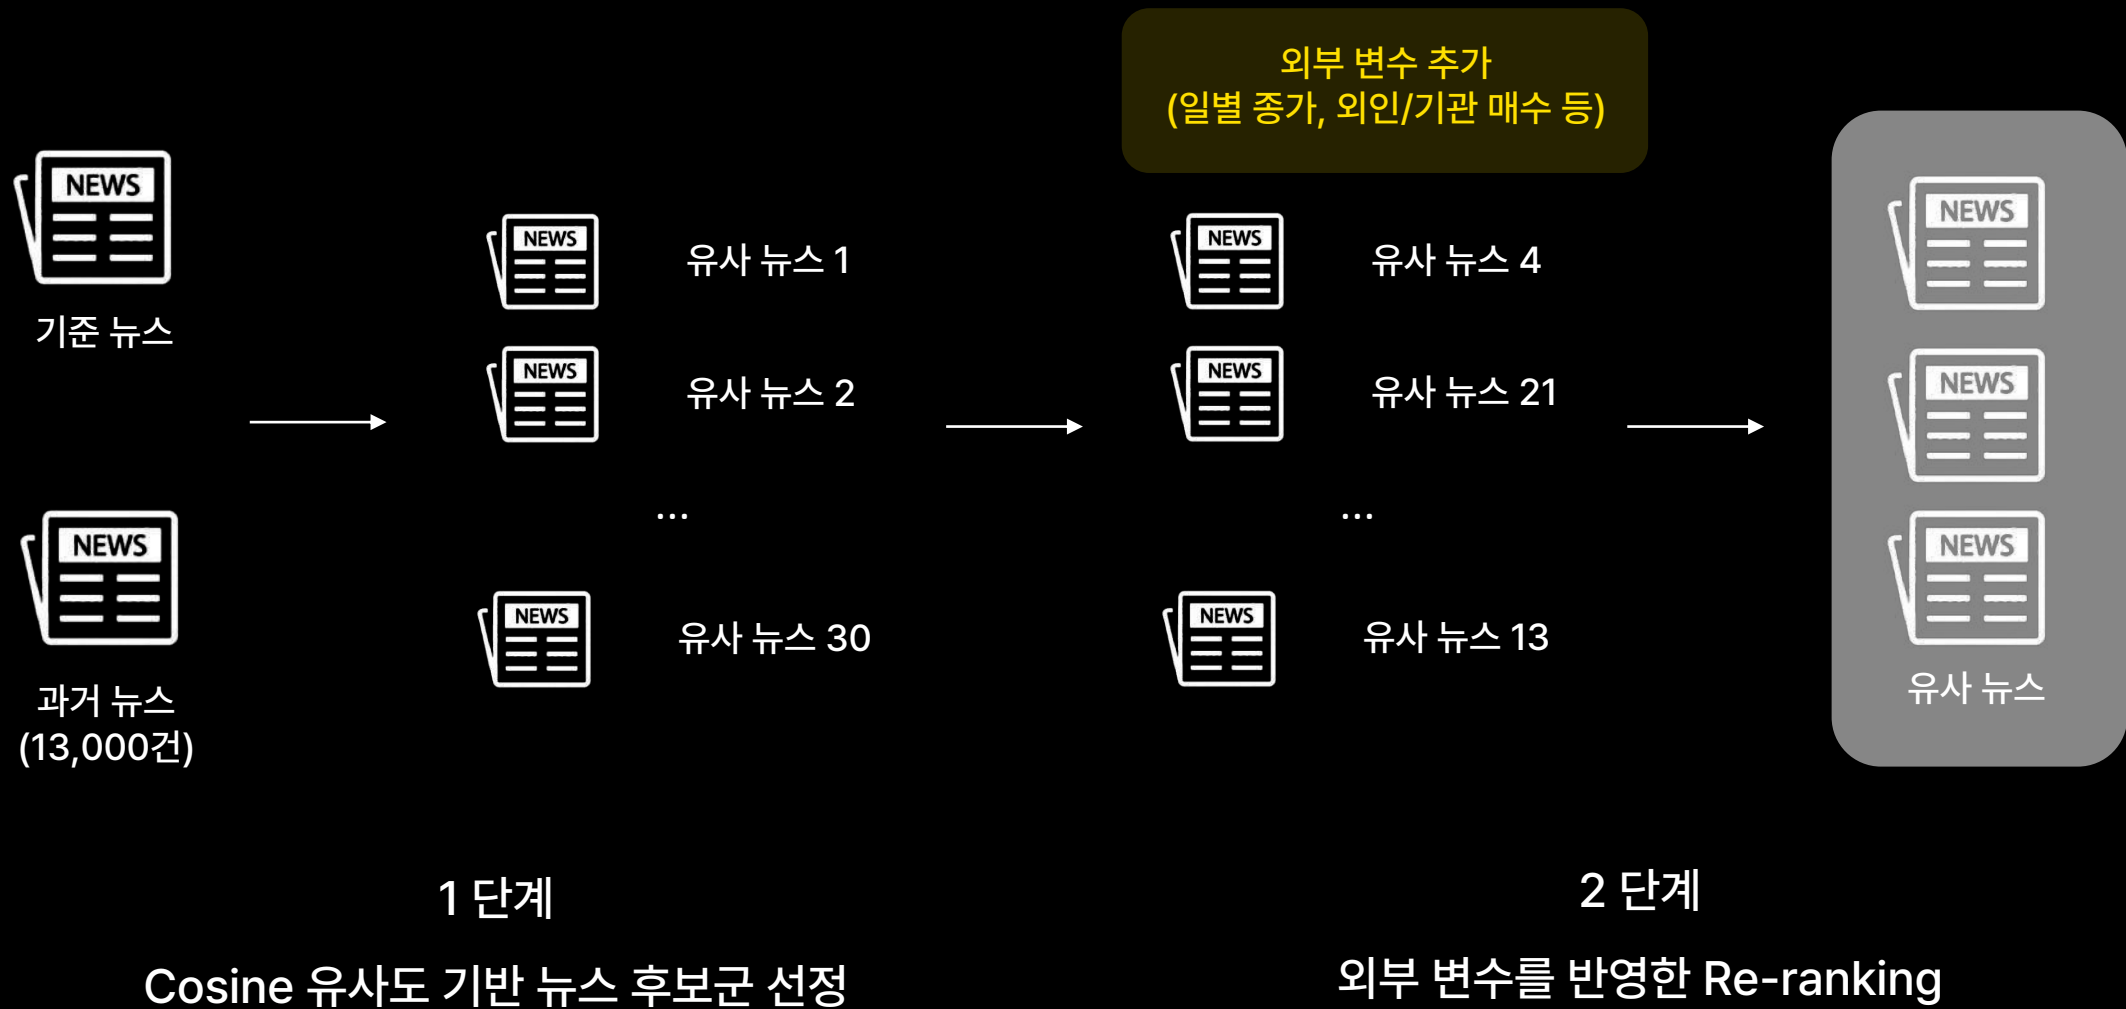 외부 변수 추가
(일별 종가, 외인/기관 매수 등)
NEWS
기준 뉴스
NEWS
과거 뉴스
(13,000건)
NEWS
유사 뉴스 1
NEWS
유사 뉴스 2
...
NEWS
유사 뉴스 30
NEWS
유사 뉴스 4
NEWS
유사 뉴스 21
...
NEWS
유사 뉴스 13
NEWS
NEWS
NEWS
유사 뉴스
1 단계
Cosine 유사도 기반 뉴스 후보군 선정
2 단계
외부 변수를 반영한 Re-ranking